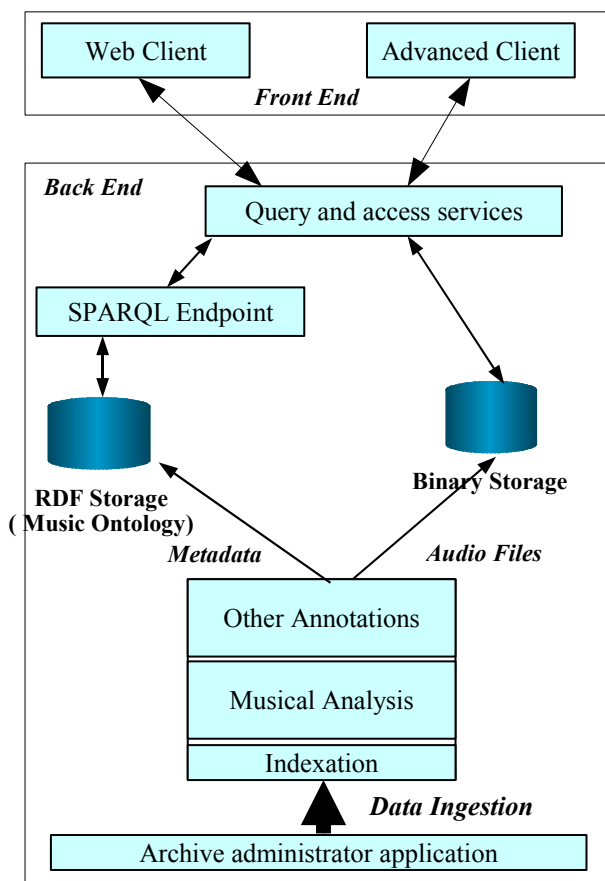 Web Client
Advanced Client
Front End
Back End
Query and access services
SPARQL Endpoint
RDF Storage
( Music Ontology)
Binary Storage
Metadata
Audio Files
Other Annotations
Musical Analysis
Indexation
Data Ingestion
Archive administrator application